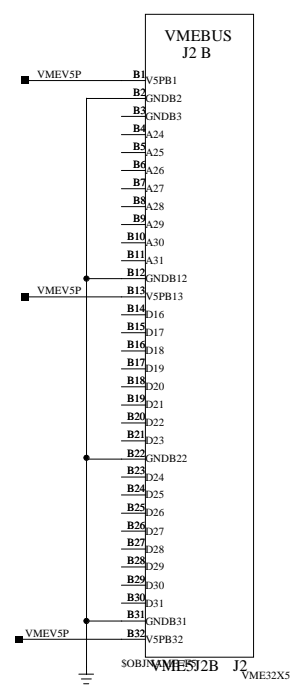 VMEBUS
J2 B
VMEV5P B1 V5PB1
B2 GNDB2
B3 GNDB3
B4 A24
B5 A25
B6 A26
B7 A27
B8 A28
B9 A29
B10 A30
B11 A31
B12 GNDB12
VMEV5P B13 V5PB13
B14 D16
B15 D17
B16 D18
B17 D19
B18 D20
B19 D21
B20 D22
B21 D23
B22 GNDB22
B23 D24
B24 D25
B25 D26
B26 D27
B27 D28
B28 D29
B29 D30
B30 D31
B31 GNDB31
VMEV5P B32 V5PB32
J2
VME32X5